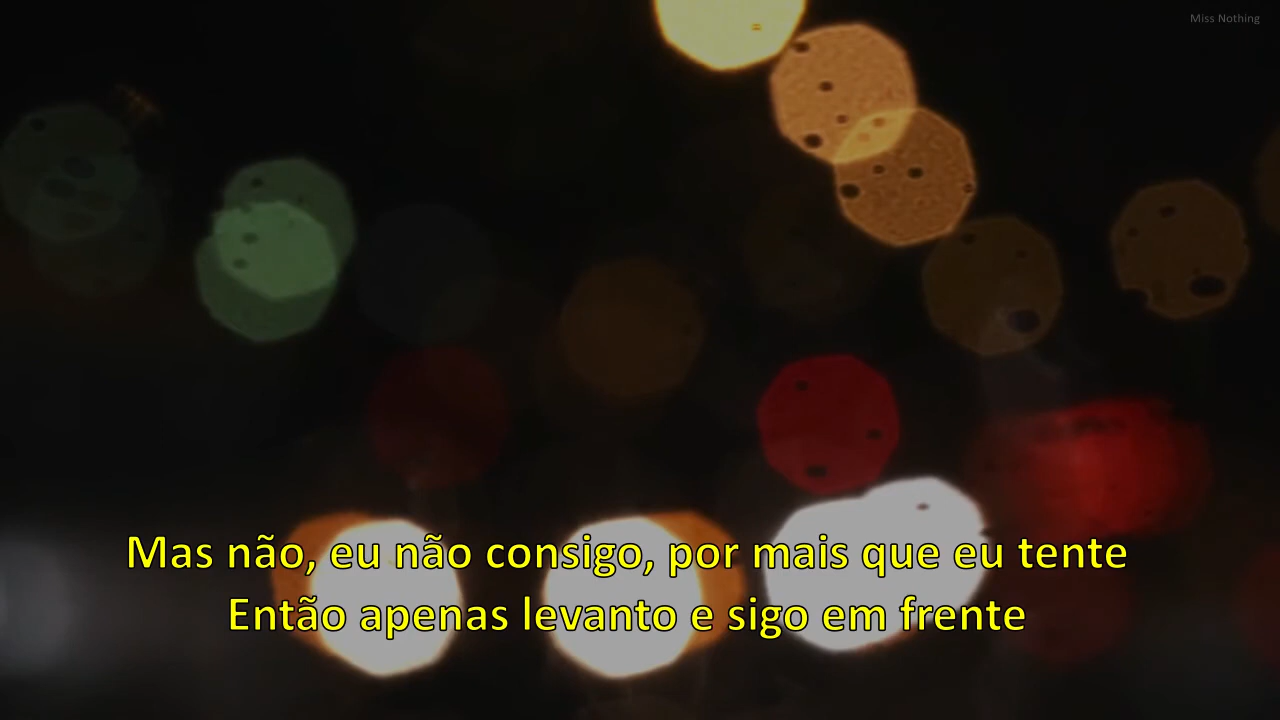 Miss Nothing
Mas não, eu não consigo, por mais que eu tente
Então apenas levanto e sigo em frente